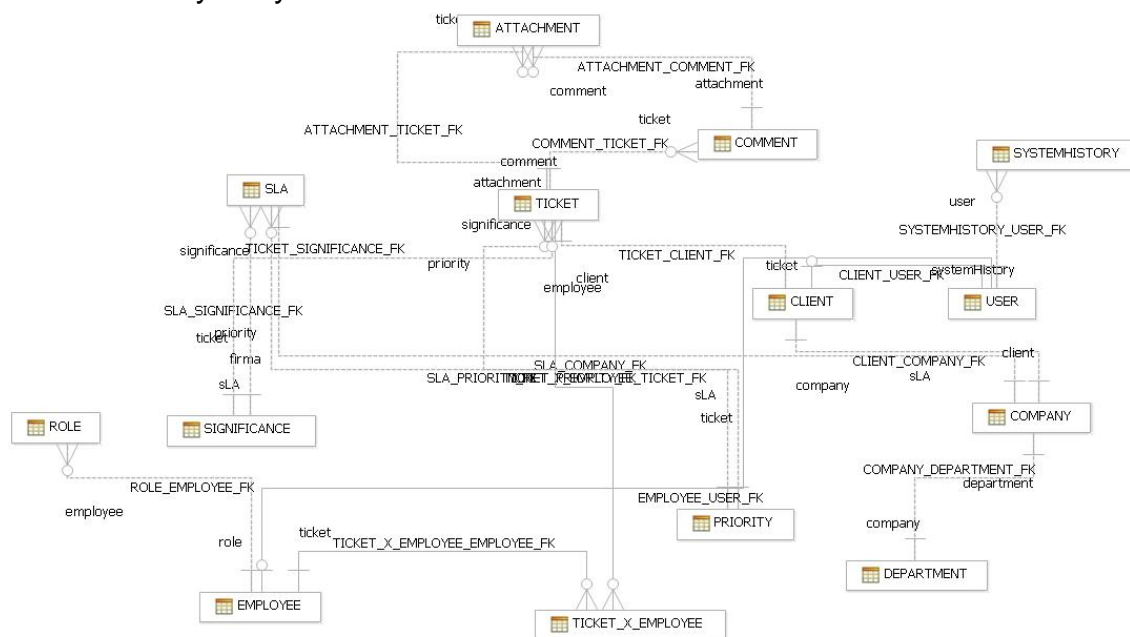 ATTACHMENT
ATTACHMENT_COMMENT_FK
attachment
comment
ticket
ATTACHMENT_TICKET_FK
COMMENT_TICKET_FK
COMMENT
SYSTEMHISTORY
comment
attachment
SLA
TICKET
user
significance
SYSTEMHISTORY_USER_FK
significance
TICKET_SIGNIFICANCE_FK
TICKET_CLIENT_FK
priority
client
ticket
systemHistory
CLIENT_USER_FK
employee
CLIENT
USER
SLA_SIGNIFICANCE_FK
priority
ticket
firma
SLA_COMPANY_FK
CLIENT_COMPANY_FK
client
sLA
company
sLA
sLA
ticket
ROLE
SIGNIFICANCE
COMPANY
COMPANY_DEPARTMENT_FK
department
ROLE_EMPLOYEE_FK
employee
EMPLOYEE_USER_FK
PRIORITY
company
ticket
role
TICKET_X_EMPLOYEE_EMPLOYEE_FK
DEPARTMENT
EMPLOYEE
TICKET_X_EMPLOYEE